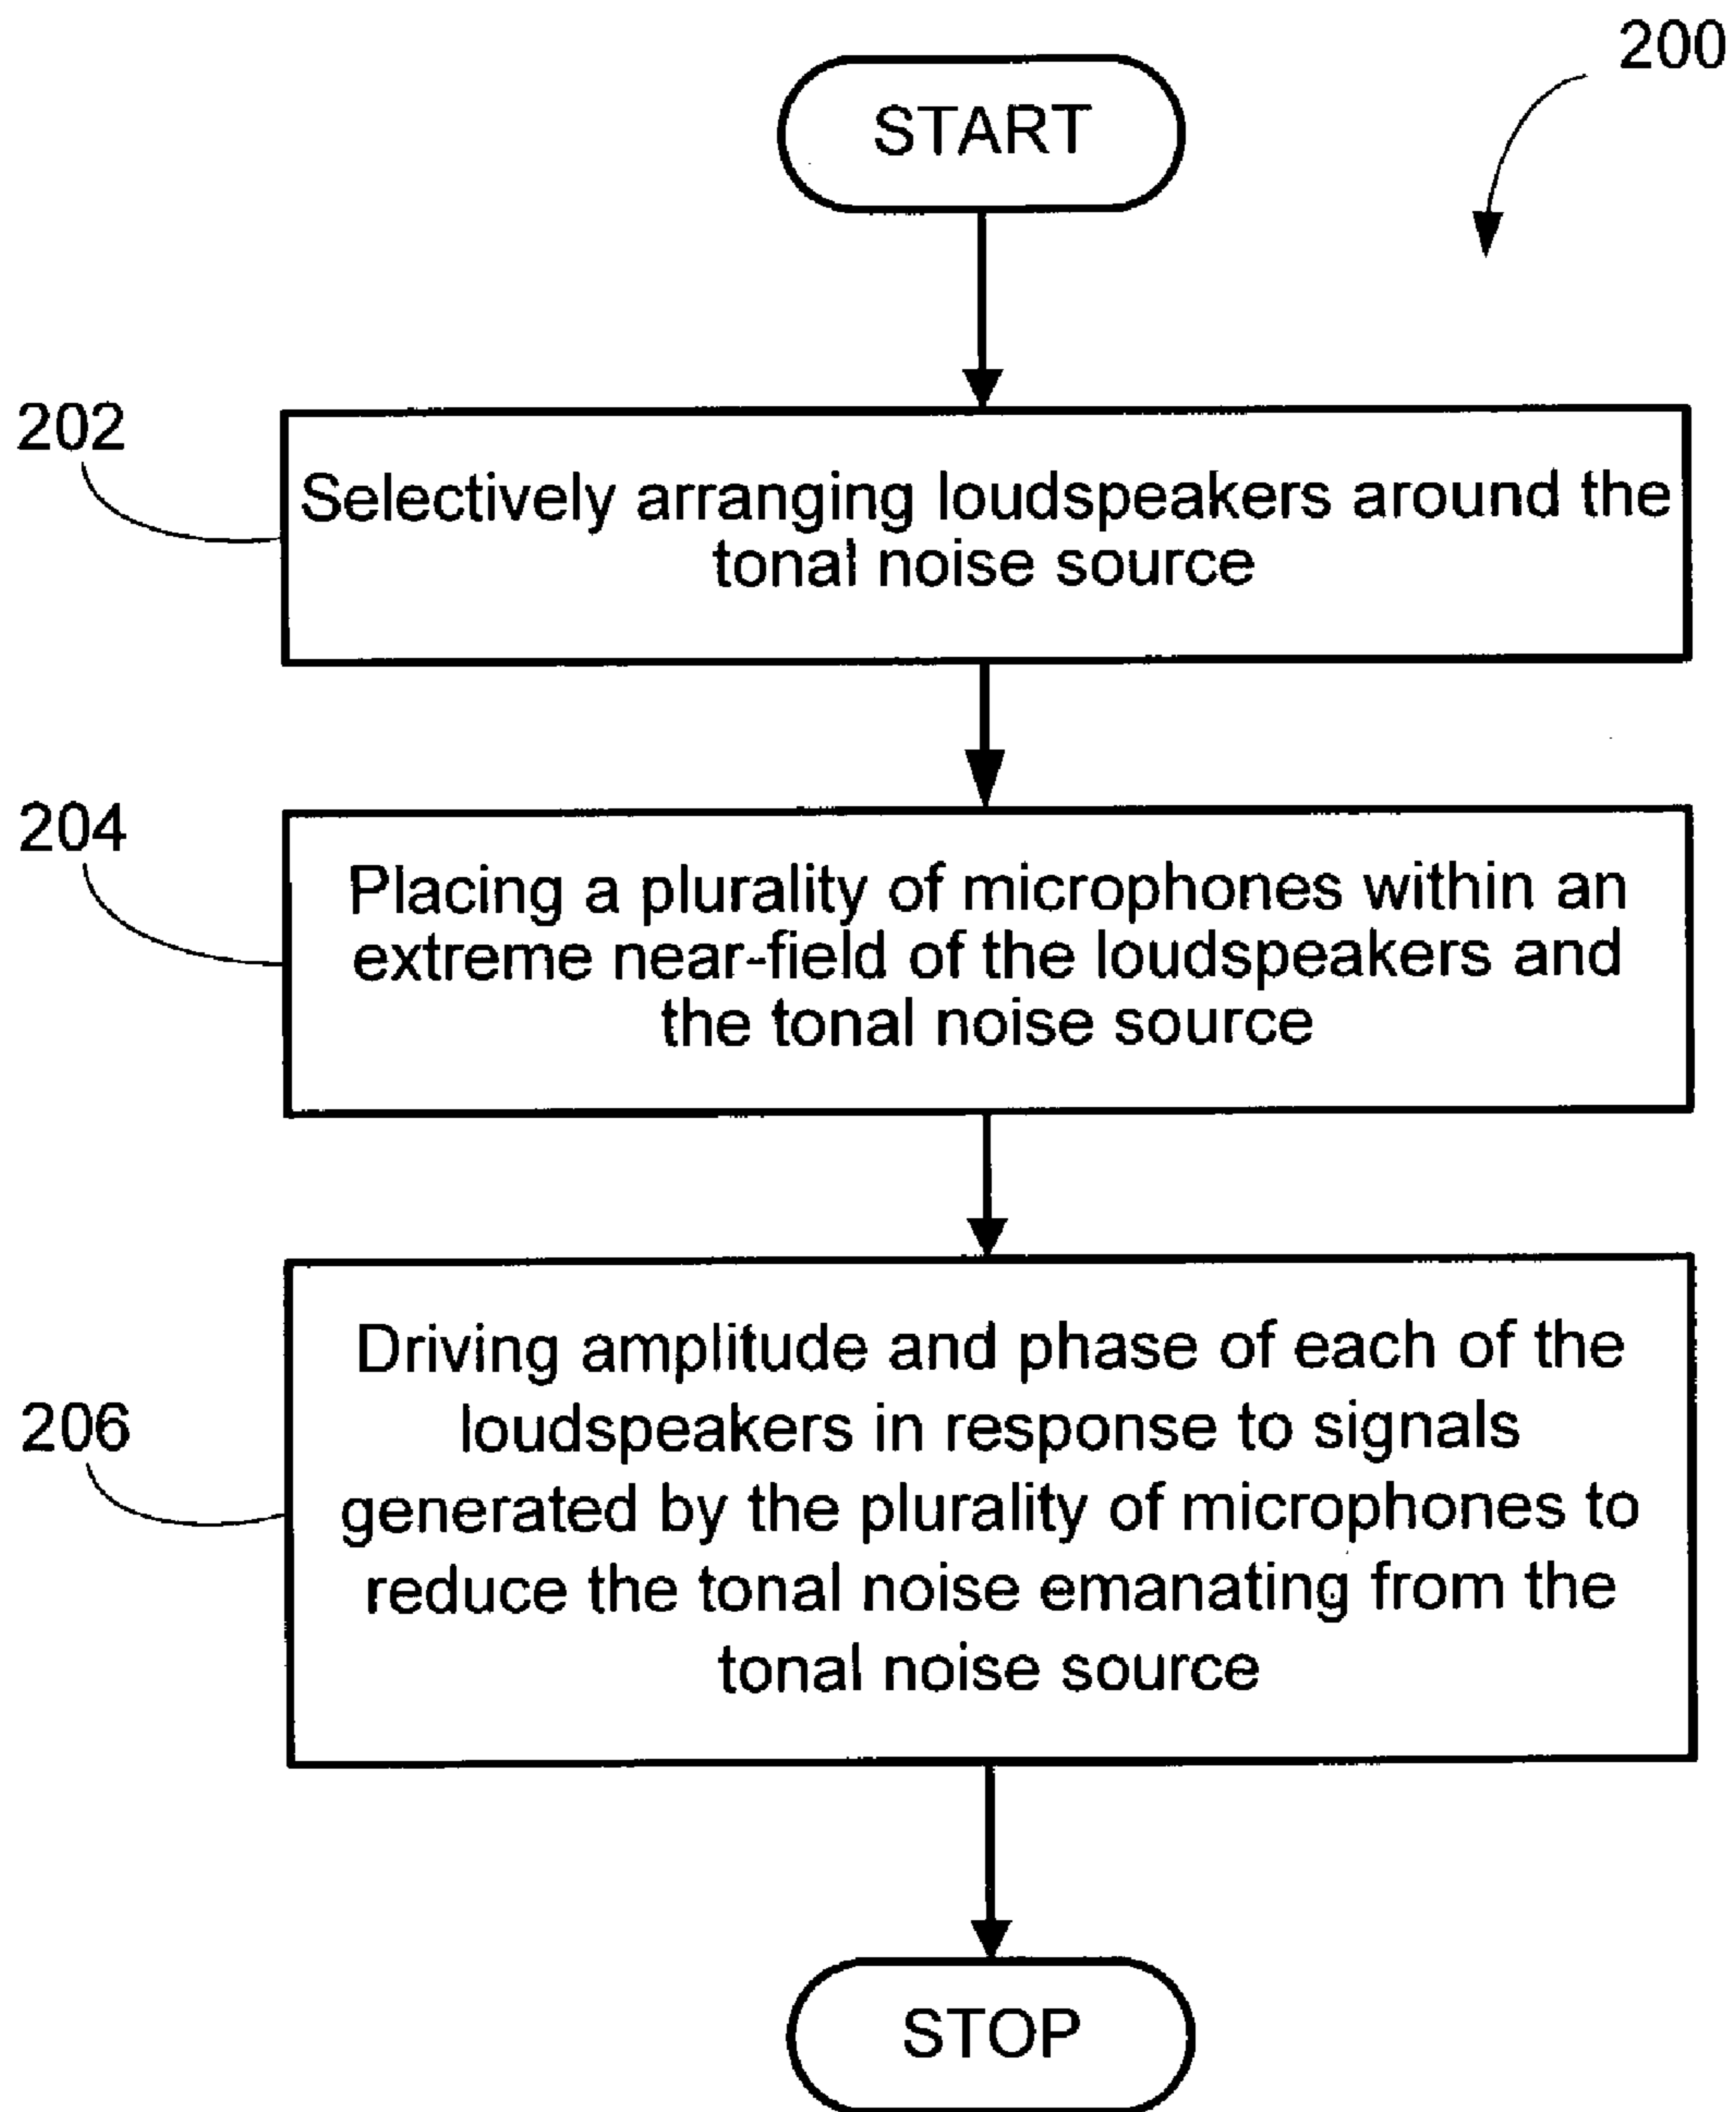 200
START
202
Selectively arranging loudspeakers around the
tonal noise source
204
Placing a plurality of microphones within an
extreme near-field of the loudspeakers and
the tonal noise source
206
Driving amplitude and phase of each of the
loudspeakers in response to signals
generated by the plurality of microphones to
reduce the tonal noise emanating from the
tonal noise source
STOP